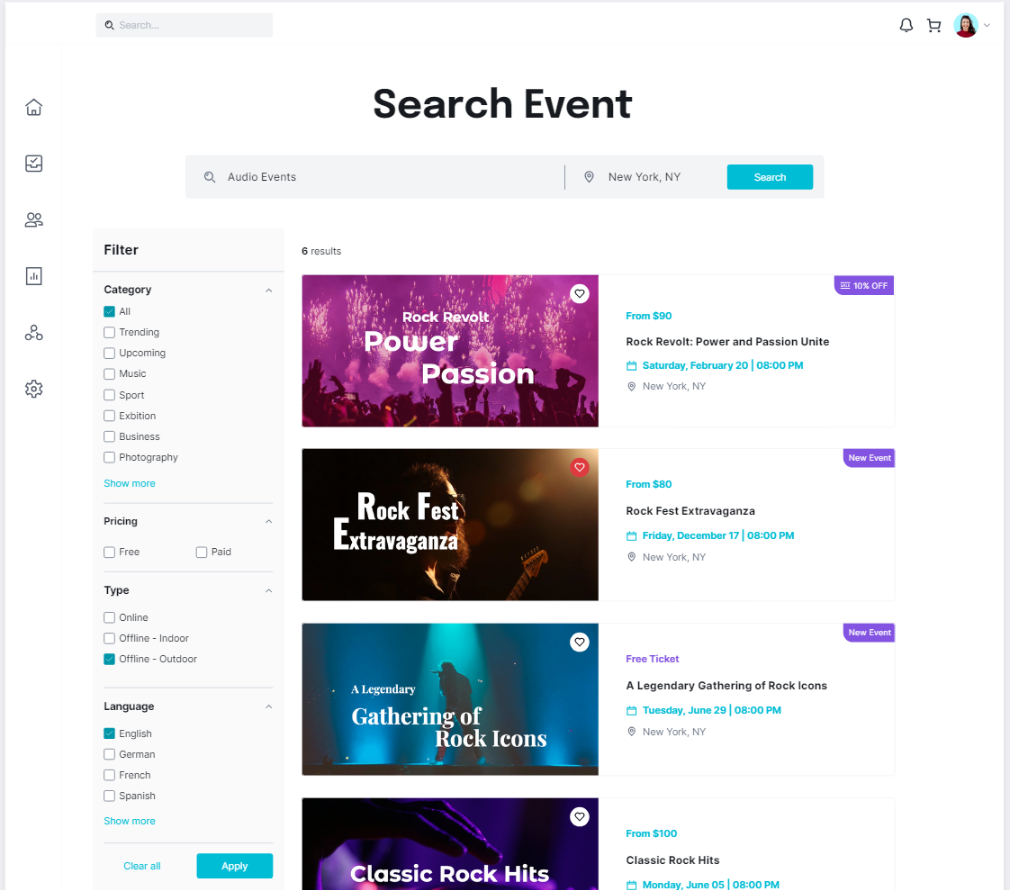 Search...
Search Event
Audio Events
New York, NY
Search
Filter
Category
All
Trending
Upcoming
Music
Sport
Exbition
Business
Photography
Show more
Pricing
Free
Paid
Type
Online
Offline - Indoor
Offline - Outdoor
Language
English
German
French
Spanish
Show more
Clear all
Apply
6 results
Rock Revolt
Power
Passion
10% OFF
From $90
Rock Revolt: Power and Passion Unite
Saturday, February 20 | 08:00 PM
New York, NY
Rock Fest
Extravaganza
New Event
From $80
Rock Fest Extravaganza
Friday, December 17 | 08:00 PM
New York, NY
A Legendary
Gathering of
Rock Icons
New Event
Free Ticket
A Legendary Gathering of Rock Icons
Tuesday, June 29 | 08:00 PM
New York, NY
Classic Rock Hits
From $100
Classic Rock Hits
Monday, June 05 | 08:00 PM